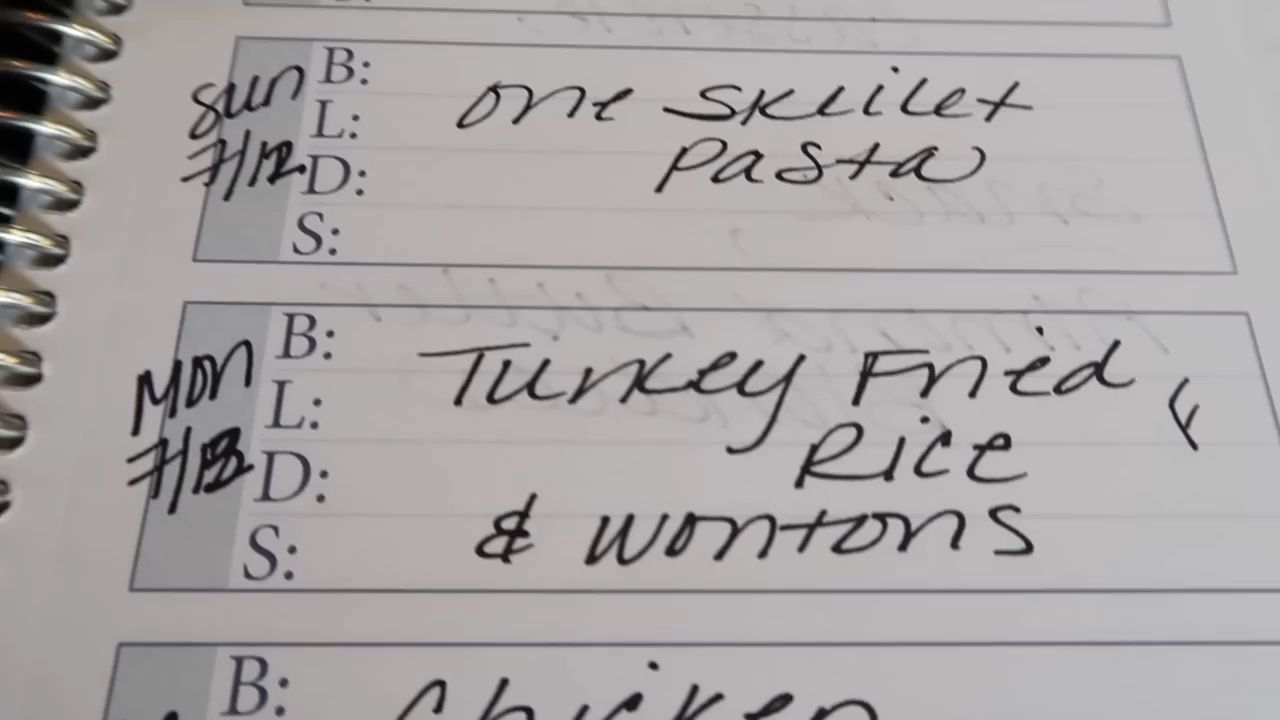 Sun B:
L: one skillet
7/12 D: pasta
S:
Mon B: Turkey Fried
L: Rice
7/13 D:
S: & wontons
B: Chicken